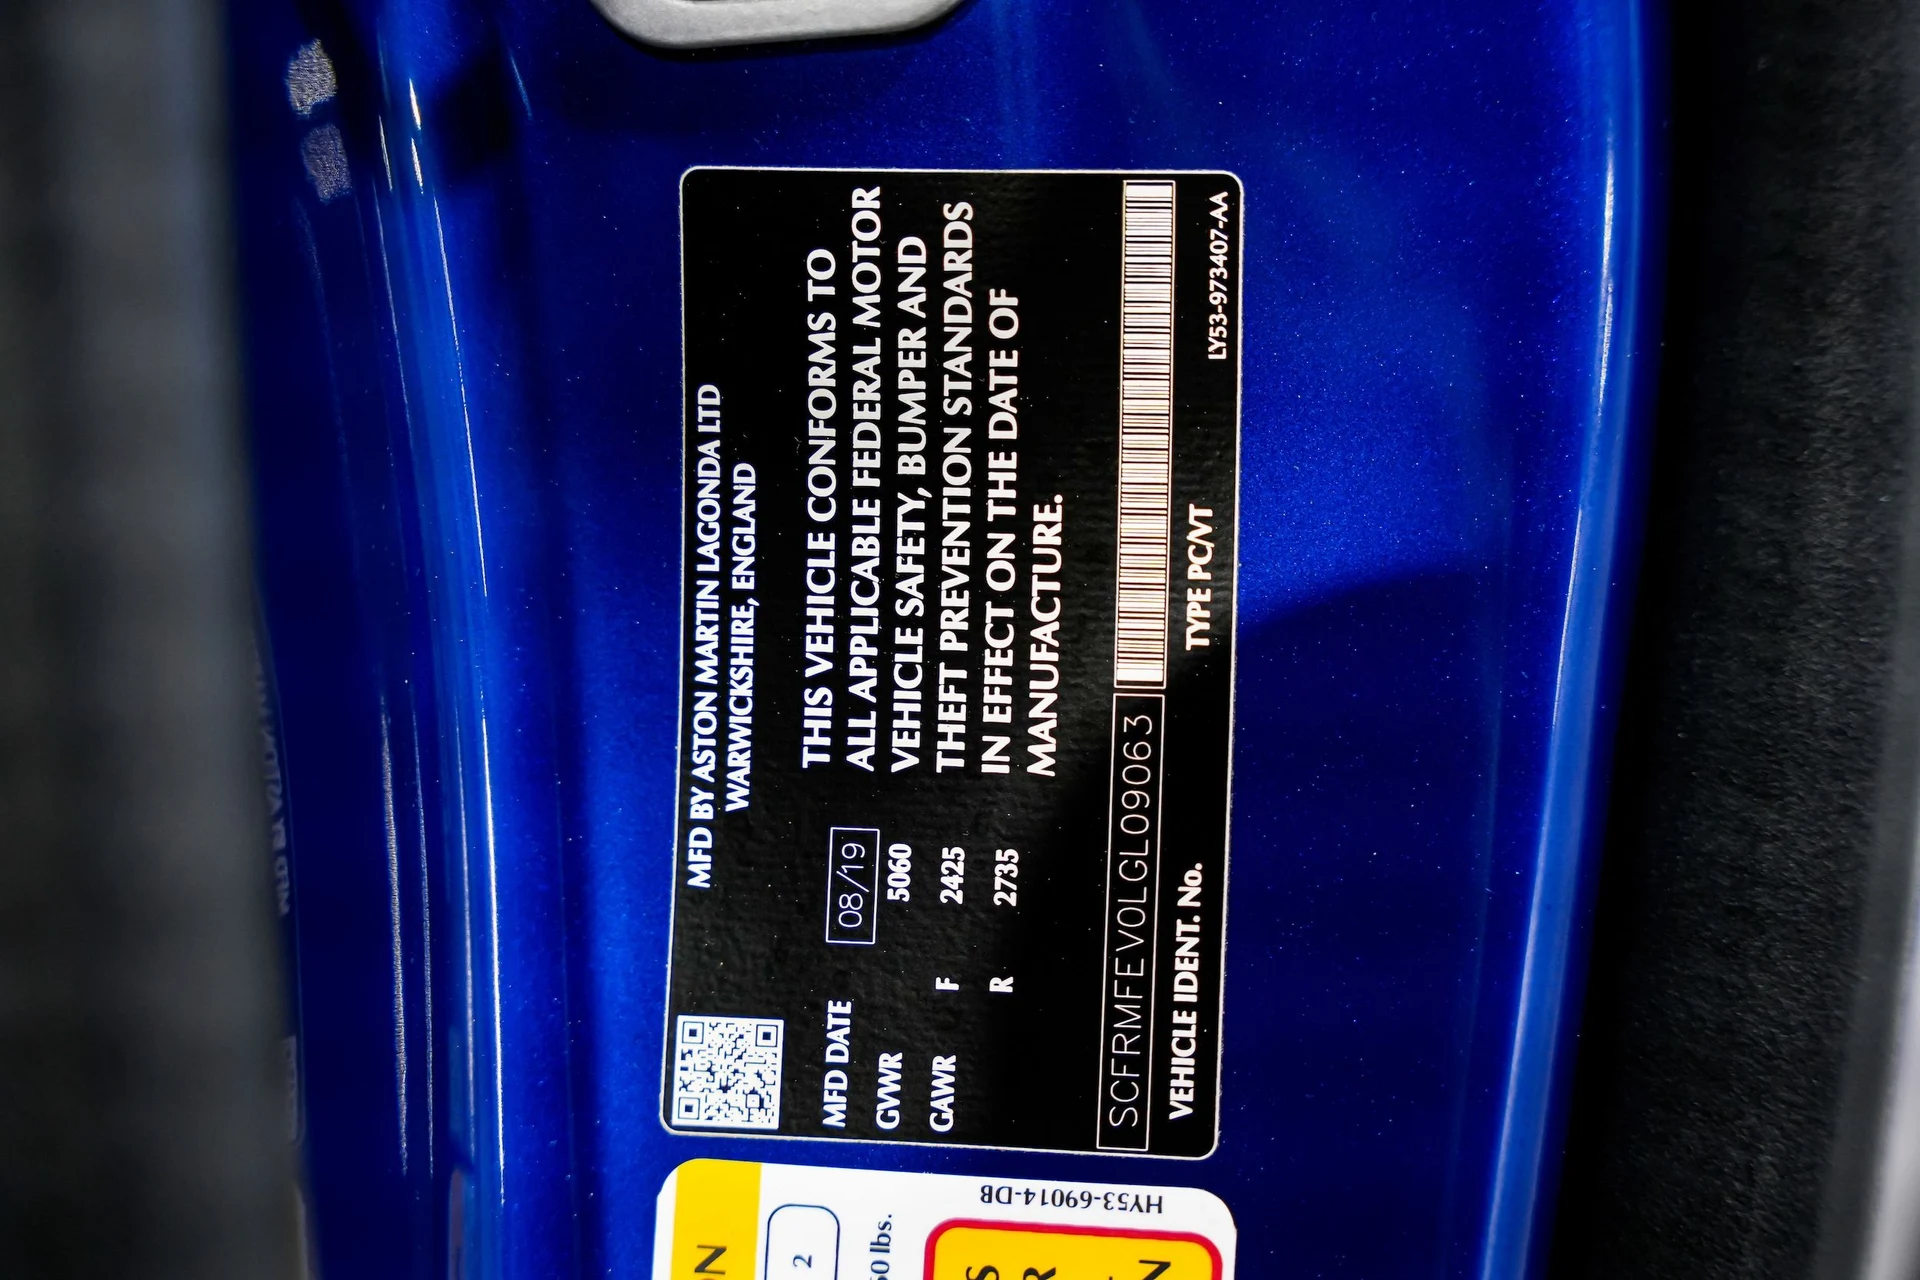 MFD BY ASTON MARTIN LAGONDA LTD
WARWICKSHIRE, ENGLAND
MFD DATE 08/19
GVWR 5060
GAWR F 2425
R 2735
THIS VEHICLE CONFORMS TO
ALL APPLICABLE FEDERAL MOTOR
VEHICLE SAFETY, BUMPER AND
THEFT PREVENTION STANDARDS
IN EFFECT ON THE DATE OF
MANUFACTURE.
SCFRMFEV0LGL09063
VEHICLE IDENT. No.
TYPE PC/VT
LY53-973407-AA
HY53-69014-DB
2
lbs.